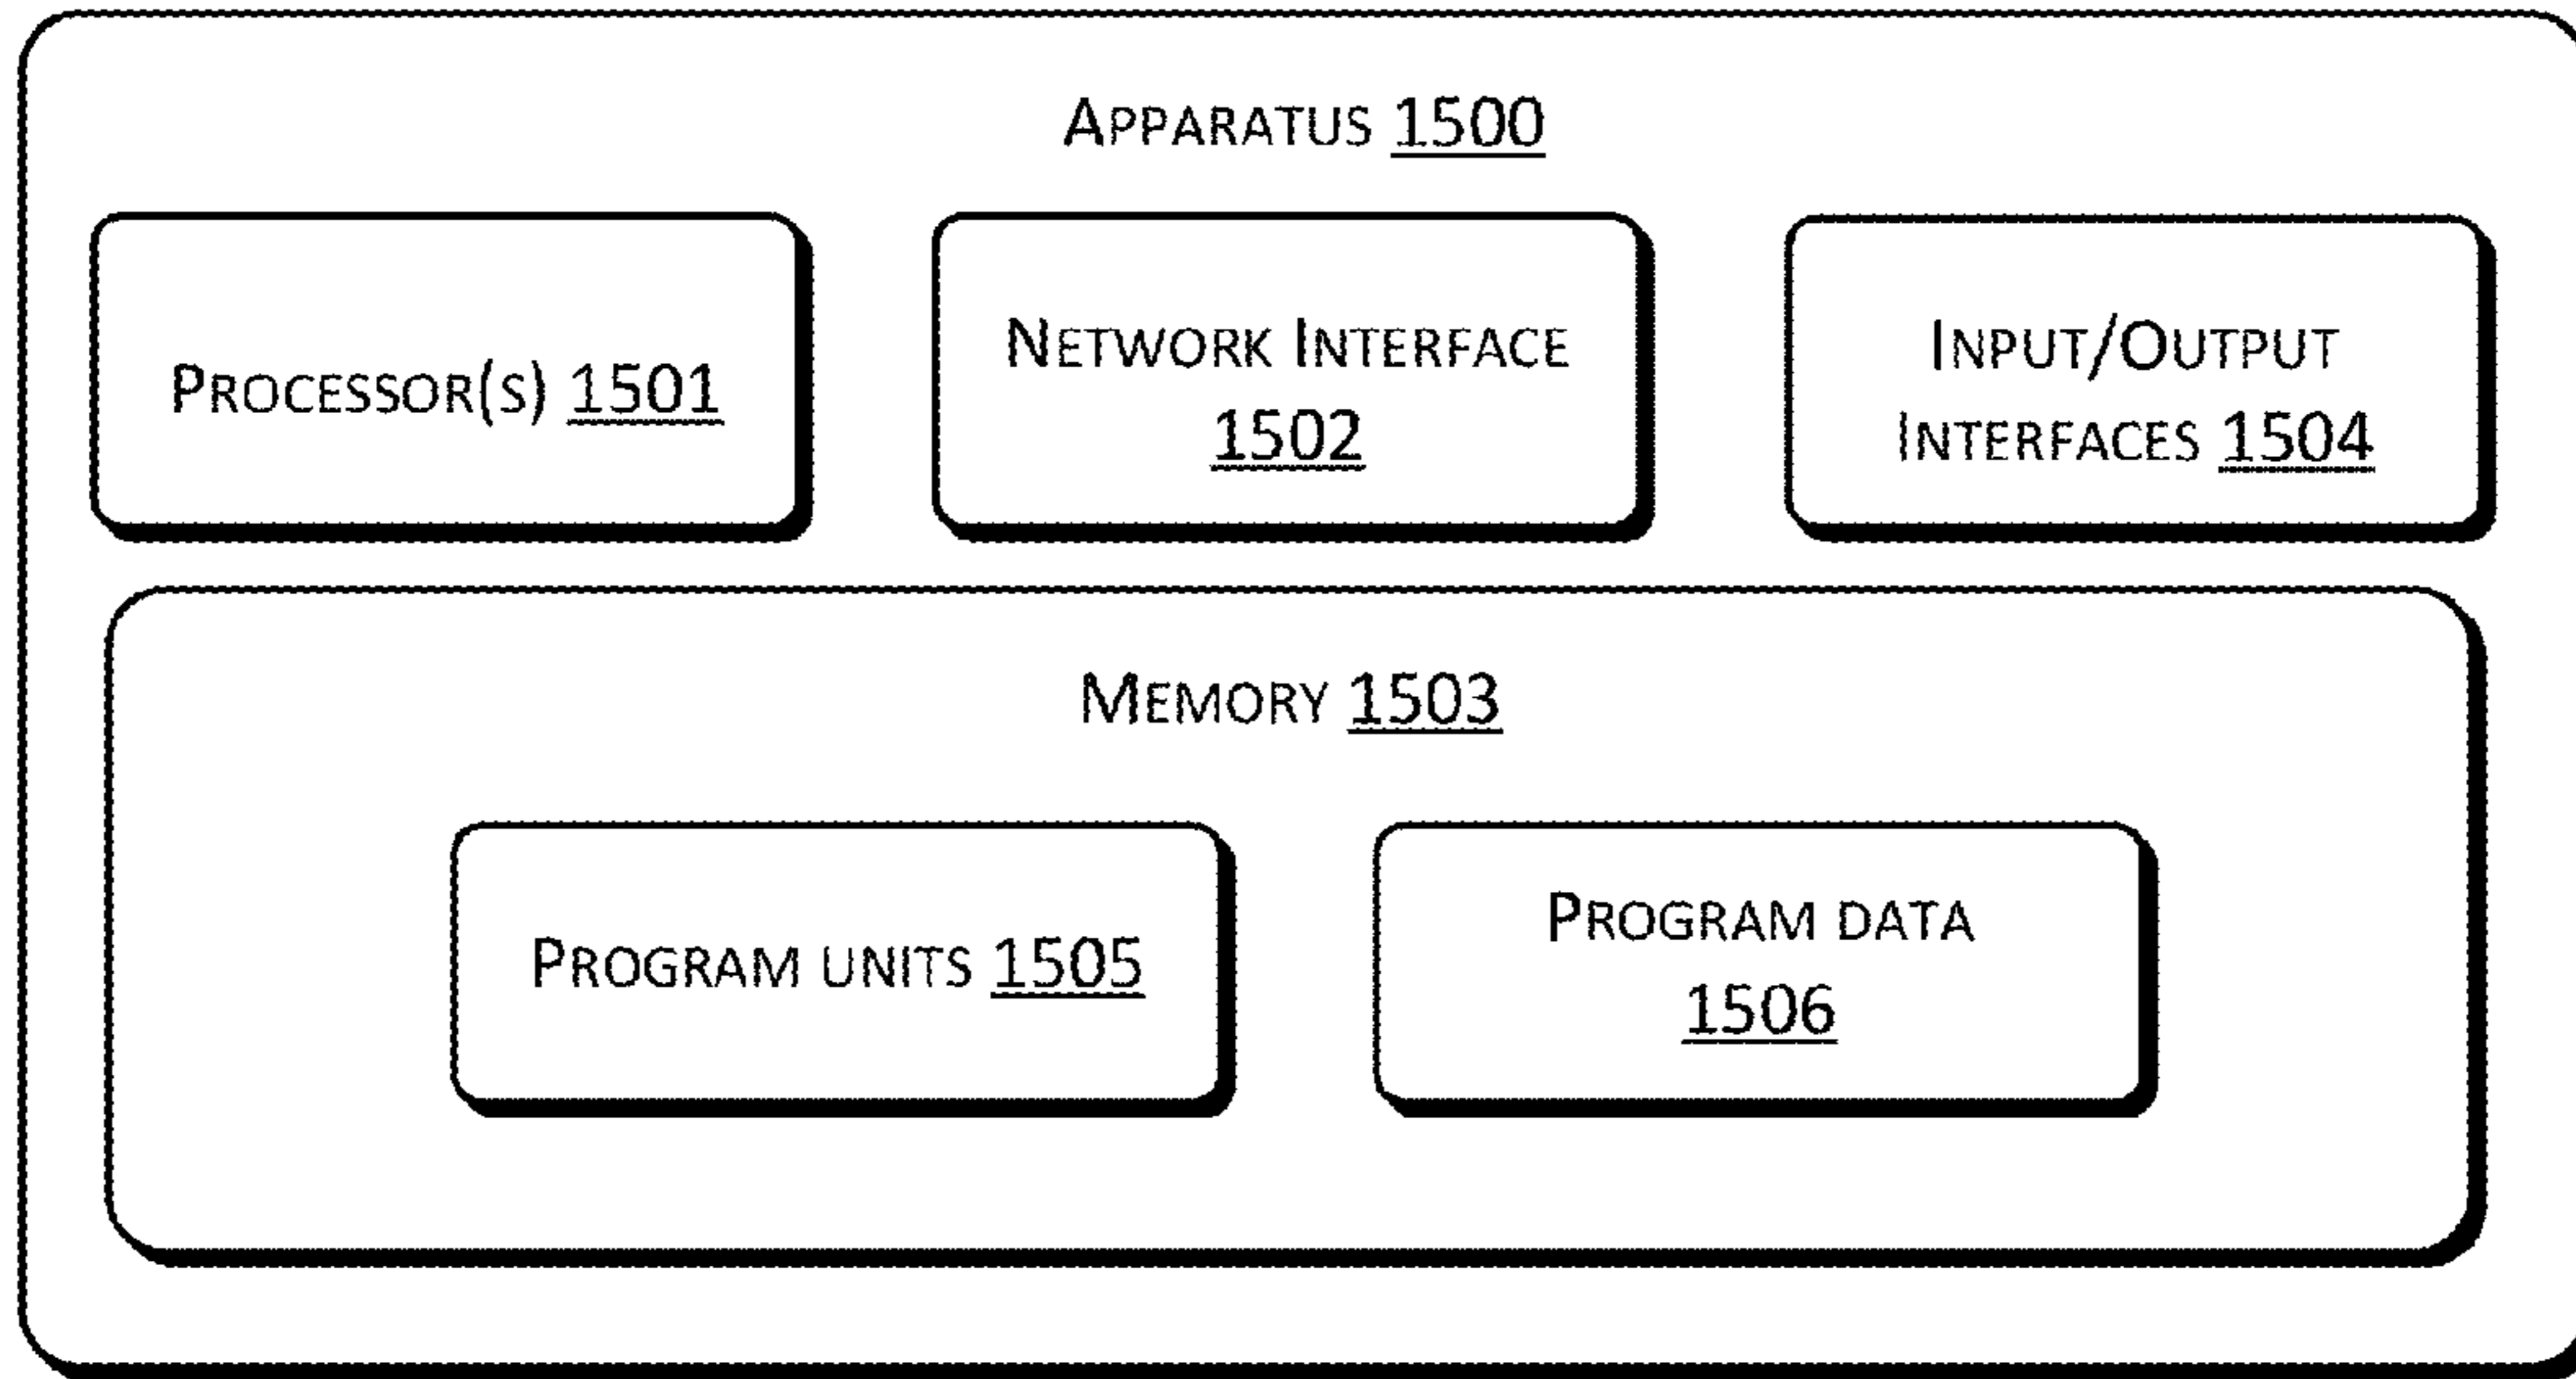 APPARATUS 1500
PROCESSOR(S) 1501
NETWORK INTERFACE
1502
INPUT/OUTPUT
INTERFACES 1504
MEMORY 1503
PROGRAM UNITS 1505
PROGRAM DATA
1506